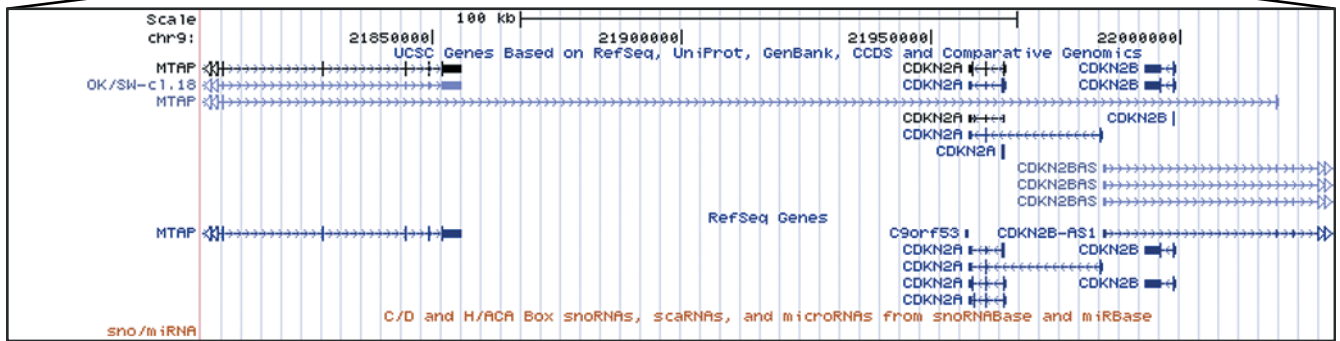 Scale 100 kb
chr9: 21850000 21900000 21950000 22000000
UCSC Genes Based on RefSeq, UniProt, GenBank, CCDS and Comparative Genomics
MTAP CDKN2A CDKN2B
OK/SW-cl.18 CDKN2A CDKN2B
MTAP
CDKN2A CDKN2B
CDKN2A
CDKN2A
CDKN2BAS
CDKN2BAS
CDKN2BAS
RefSeq Genes
MTAP C9orf53 CDKN2B-AS1
CDKN2A CDKN2B
CDKN2A
CDKN2A CDKN2B
CDKN2A
C/D and H/ACA Box snoRNAs, scaRNAs, and microRNAs from snoRNABase and miRBase
sno/miRNA